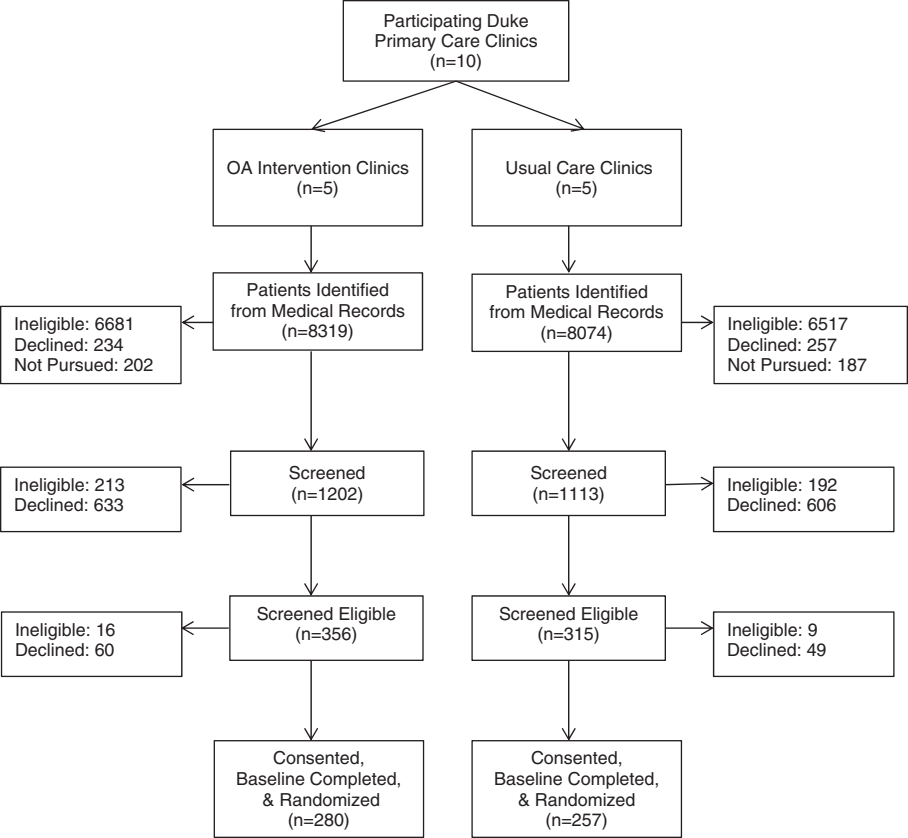 Participating Duke
Primary Care Clinics
(n=10)
OA Intervention Clinics
(n=5)
Usual Care Clinics
(n=5)
Patients Identified
from Medical Records
(n=8319)
Patients Identified
from Medical Records
(n=8074)
Ineligible: 6681
Declined: 234
Not Pursued: 202
Ineligible: 6517
Declined: 257
Not Pursued: 187
Screened
(n=1202)
Screened
(n=1113)
Ineligible: 213
Declined: 633
Ineligible: 192
Declined: 606
Screened Eligible
(n=356)
Screened Eligible
(n=315)
Ineligible: 16
Declined: 60
Ineligible: 9
Declined: 49
Consented,
Baseline Completed,
& Randomized
(n=280)
Consented,
Baseline Completed,
& Randomized
(n=257)